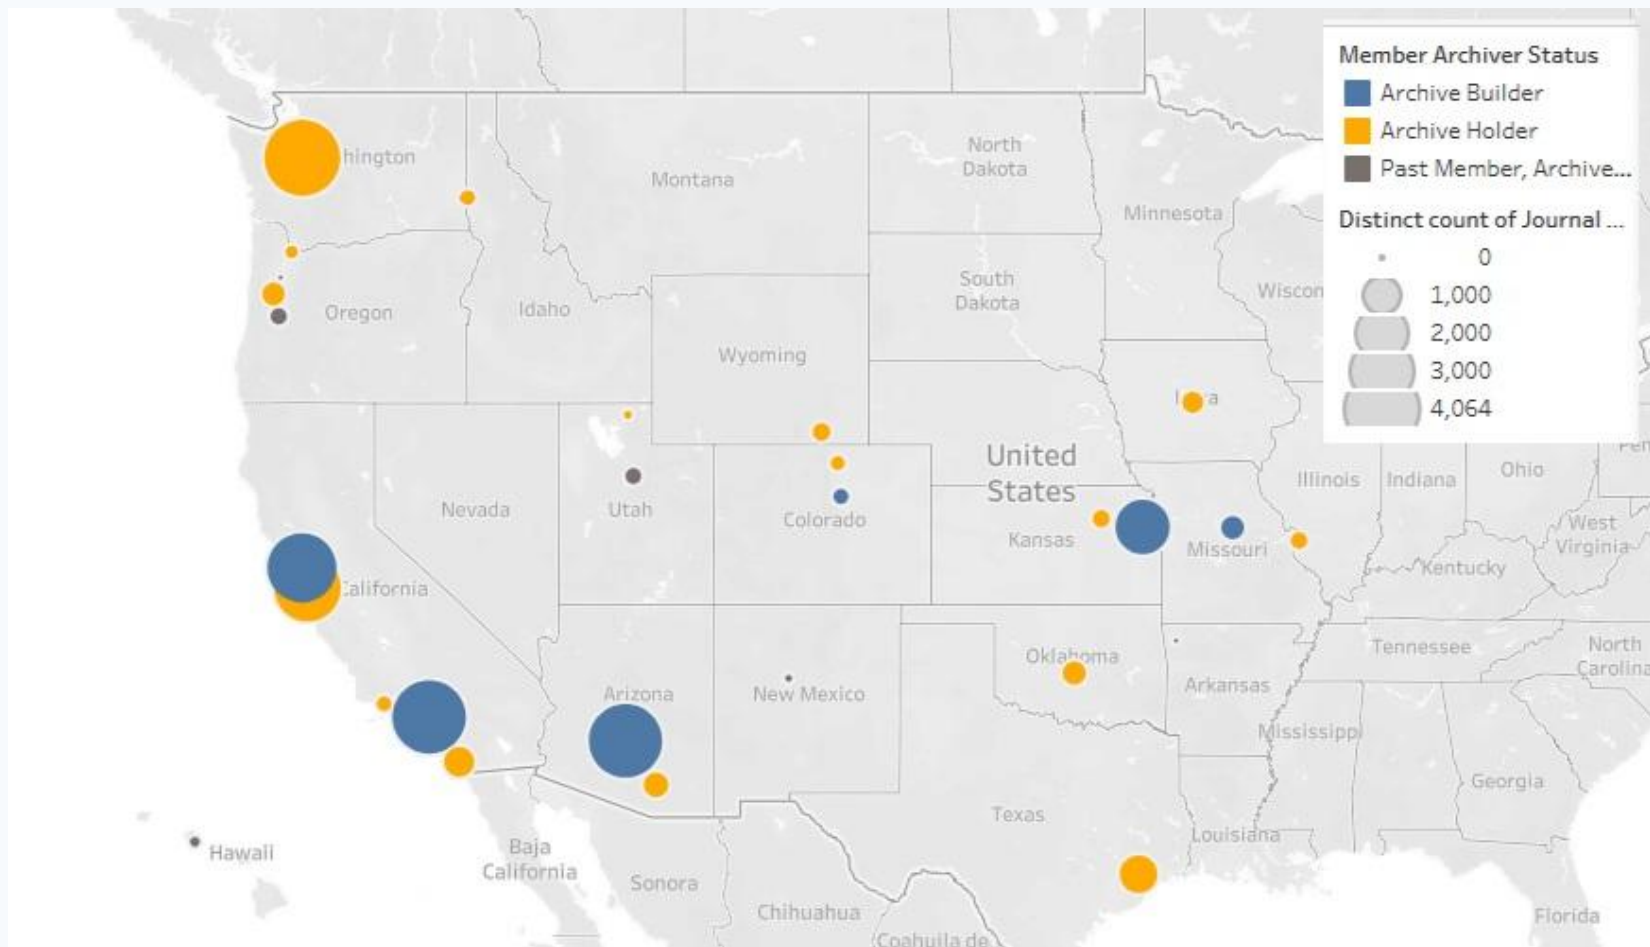 Member Archiver Status
Archive Builder
Archive Holder
Past Member, Archive...
Distinct count of Journal ...
0
1,000
2,000
3,000
4,064
hington
Montana
North
Dakota
Minnesota
South
Dakota
Wiscon
Oregon
Idaho
Wyoming
I a
United
States
Nevada
Utah
Colorado
Kansas
Missouri
Illinois
Indiana
Ohio
Pen
West
Virginia
Kentucky
California
Arizona
New Mexico
Oklahoma
Arkansas
Tennessee
North
Carolina
Mississippi
Georgia
Texas
Louisiana
Hawaii
Baja
California
Sonora
Chihuahua
Coahuila de
Florida